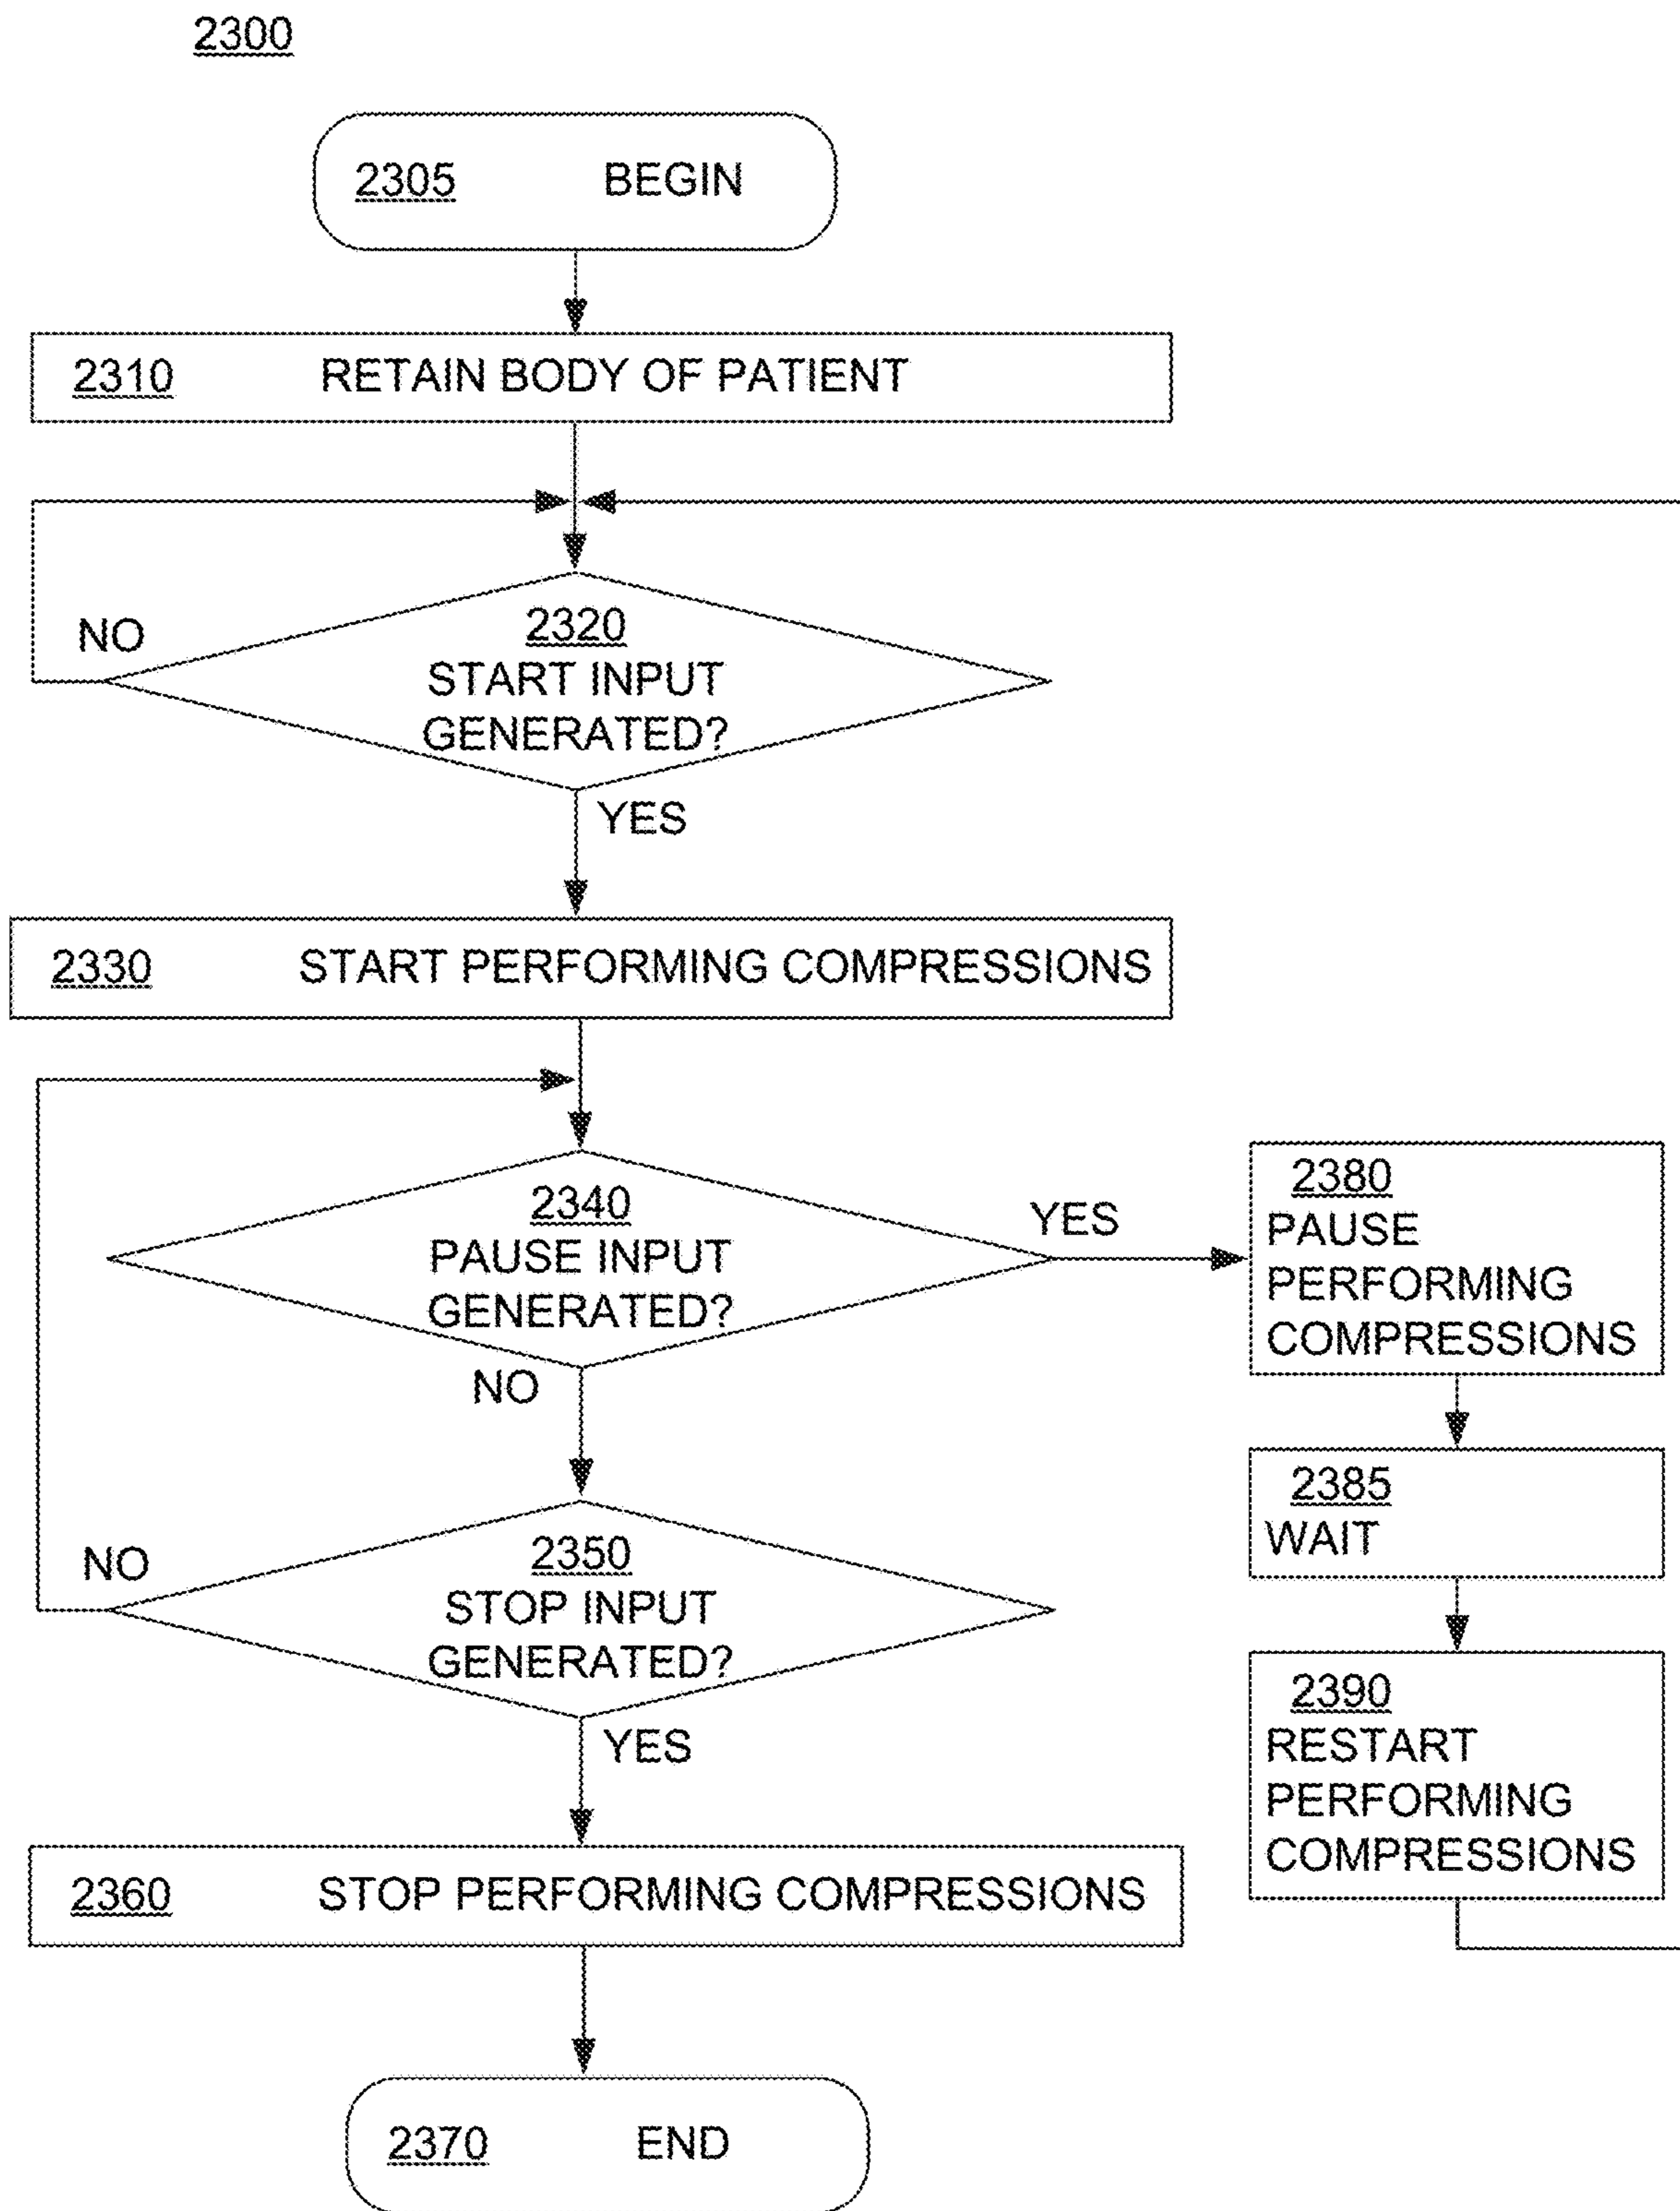 2300
2305 BEGIN
2310 RETAIN BODY OF PATIENT
NO
2320
START INPUT
GENERATED?
YES
2330 START PERFORMING COMPRESSIONS
2340
PAUSE INPUT
GENERATED?
YES
NO
2380
PAUSE
PERFORMING
COMPRESSIONS
2385
WAIT
2390
RESTART
PERFORMING
COMPRESSIONS
NO
2350
STOP INPUT
GENERATED?
YES
2360 STOP PERFORMING COMPRESSIONS
2370 END